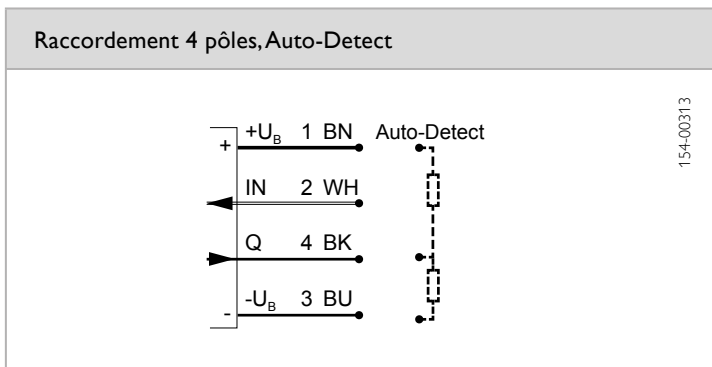 Raccordement 4 pôles, Auto-Detect
+U_B 1 BN Auto-Detect
+
IN 2 WH
Q 4 BK
-U_B 3 BU
-
154-00313